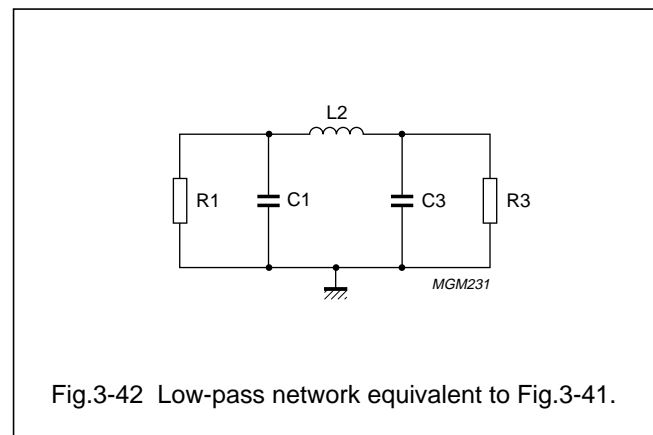 L2
R1
C1
C3
R3
MGM231
Fig.3-42 Low-pass network equivalent to Fig.3-41.